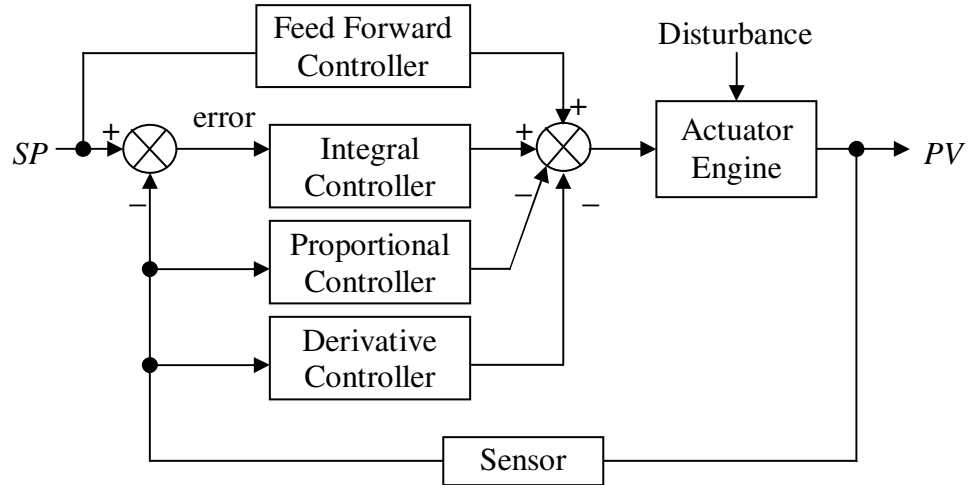 Feed Forward
Controller
Disturbance
+
error
+
+
Actuator
Engine
SP
Integral
Controller
PV
−
−
−
Proportional
Controller
Derivative
Controller
Sensor